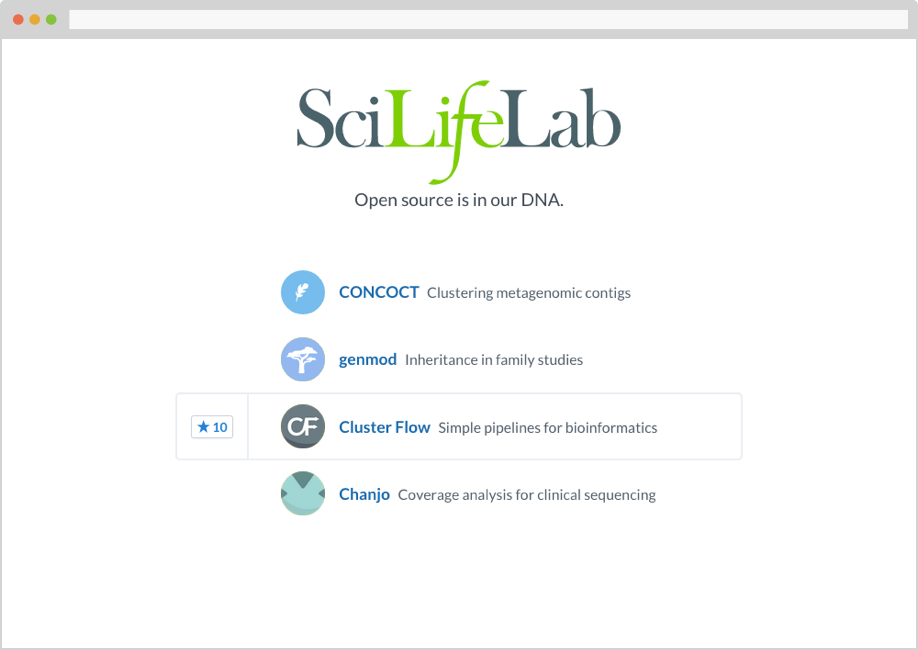 SciLifeLab
Open source is in our DNA.
CONCOCT Clustering metagenomic contigs
genmod Inheritance in family studies
★ 10 CF Cluster Flow Simple pipelines for bioinformatics
Chanjo Coverage analysis for clinical sequencing